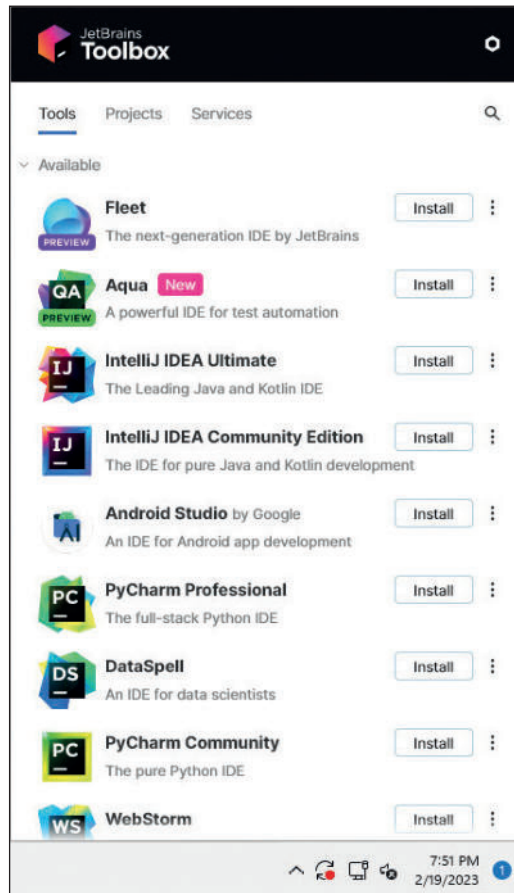 JetBrains
Toolbox
Tools Projects Services
Available
Fleet Install
PREVIEW
The next-generation IDE by JetBrains
QA
Aqua New Install
PREVIEW
A powerful IDE for test automation
IJ
IntelliJ IDEA Ultimate Install
The Leading Java and Kotlin IDE
IJ
IntelliJ IDEA Community Edition Install
The IDE for pure Java and Kotlin development
Android Studio by Google Install
An IDE for Android app development
PC
PyCharm Professional Install
The full-stack Python IDE
DS
DataSpell Install
An IDE for data scientists
PC
PyCharm Community Install
The pure Python IDE
WS
WebStorm Install
7:51 PM
2/19/2023
1